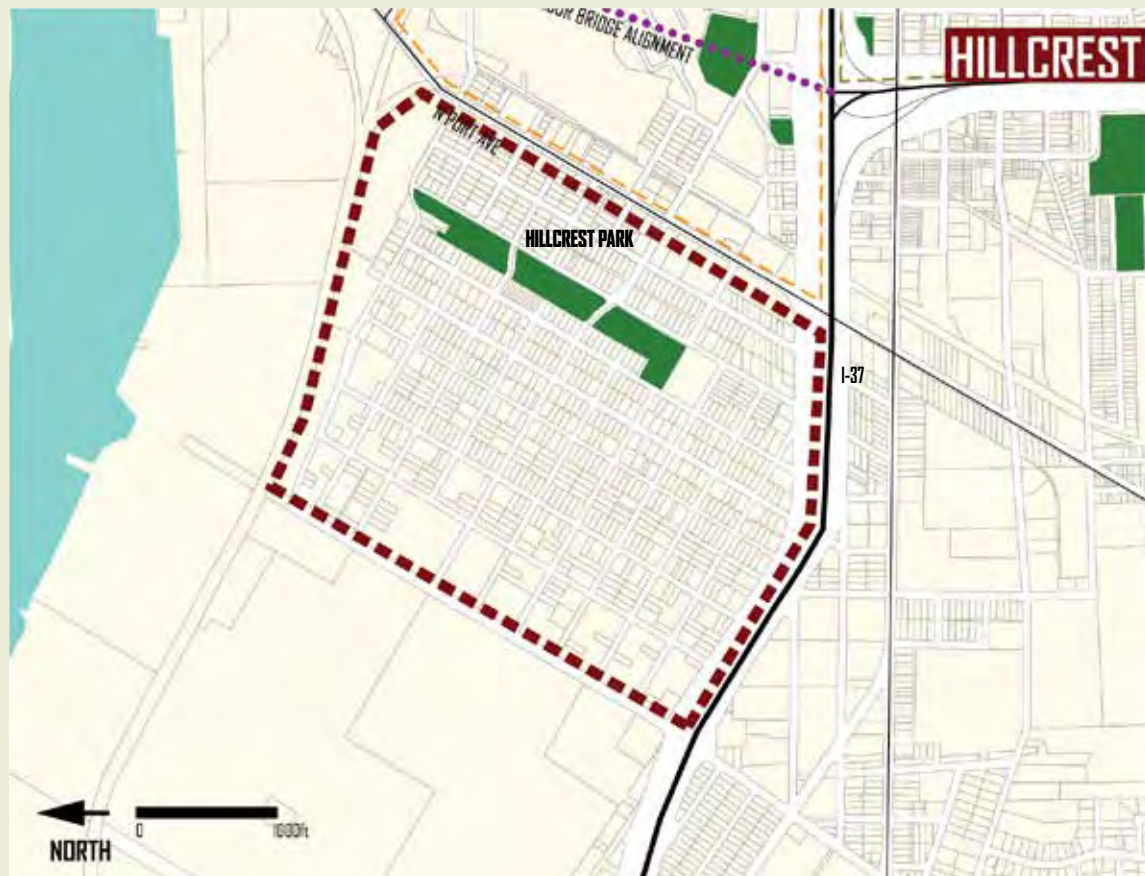 BRIDGE ALIGNMENT
HILLCREST
N PORT AVE
HILLCREST PARK
I-37
0
1000ft
NORTH